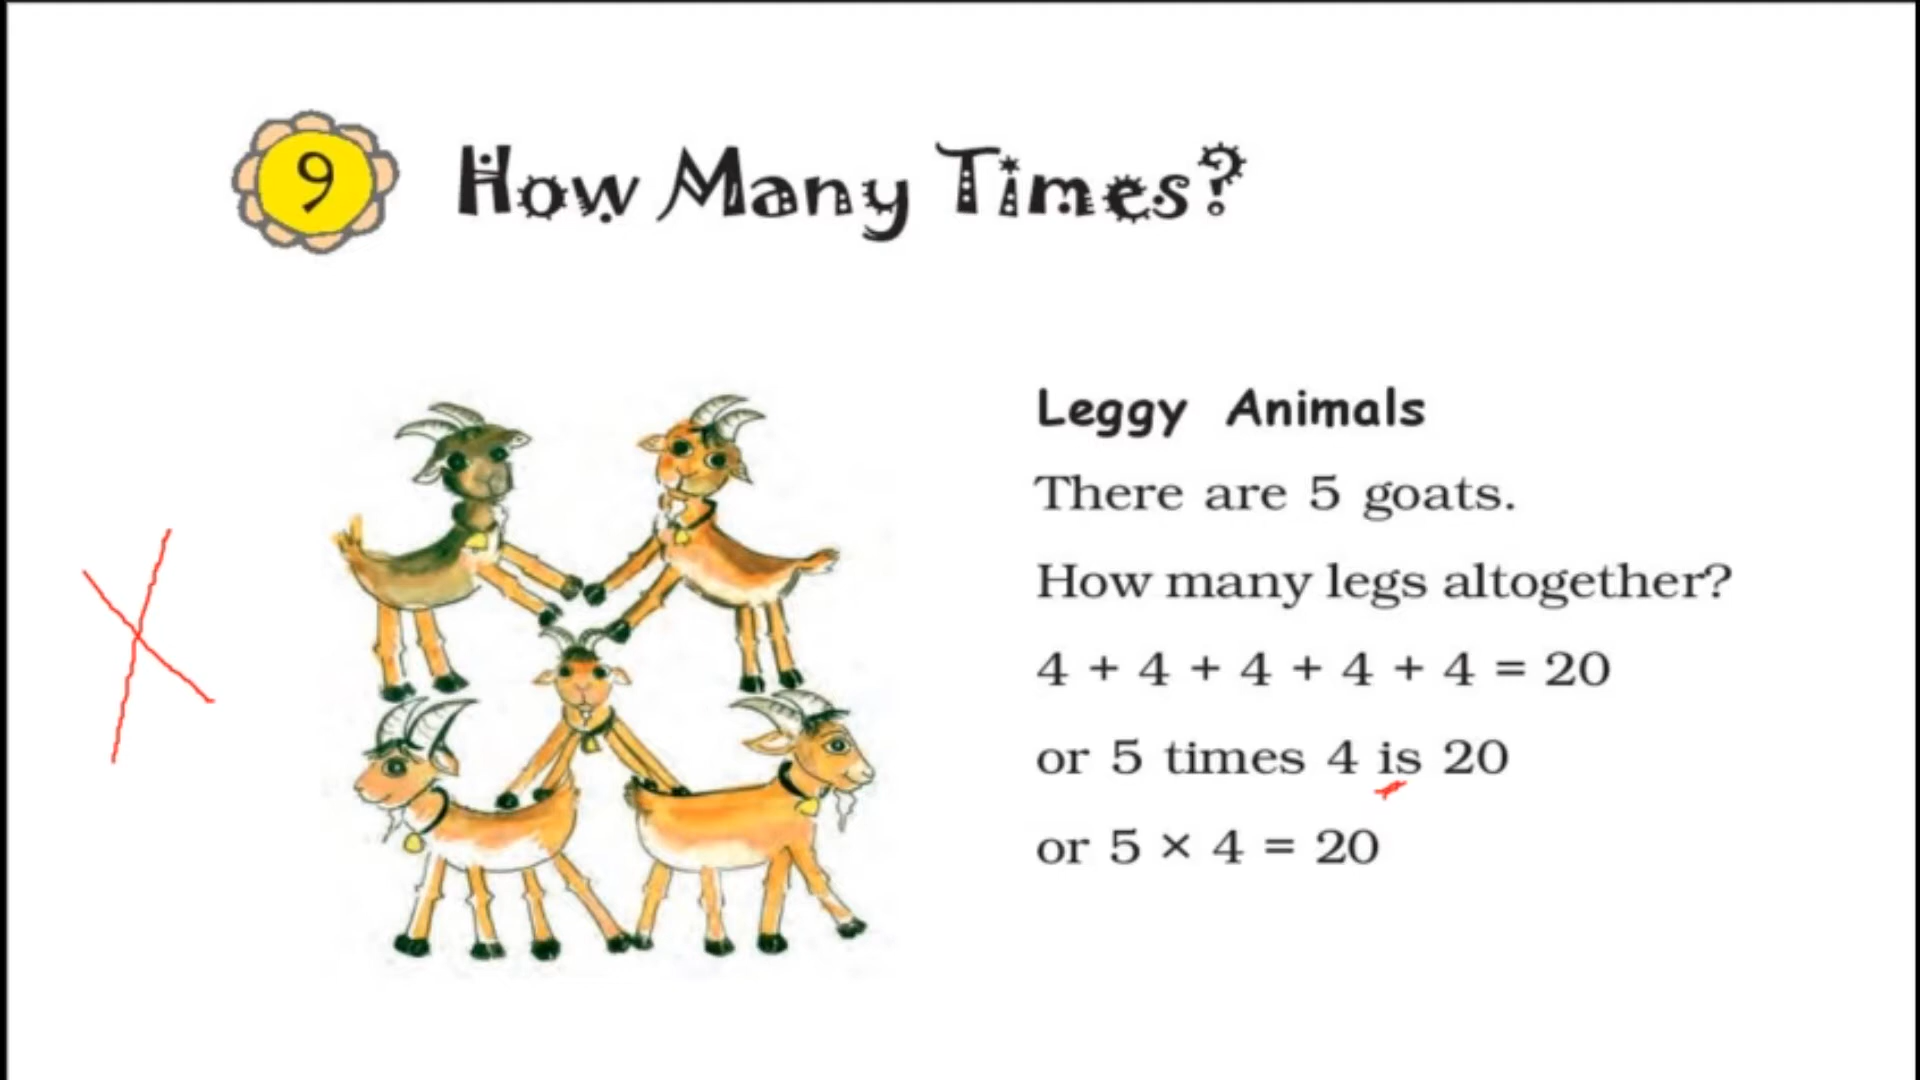 9 How Many Times?
Leggy Animals
There are 5 goats.
How many legs altogether?
4 + 4 + 4 + 4 + 4 = 20
or 5 times 4 is 20
or 5 × 4 = 20
X